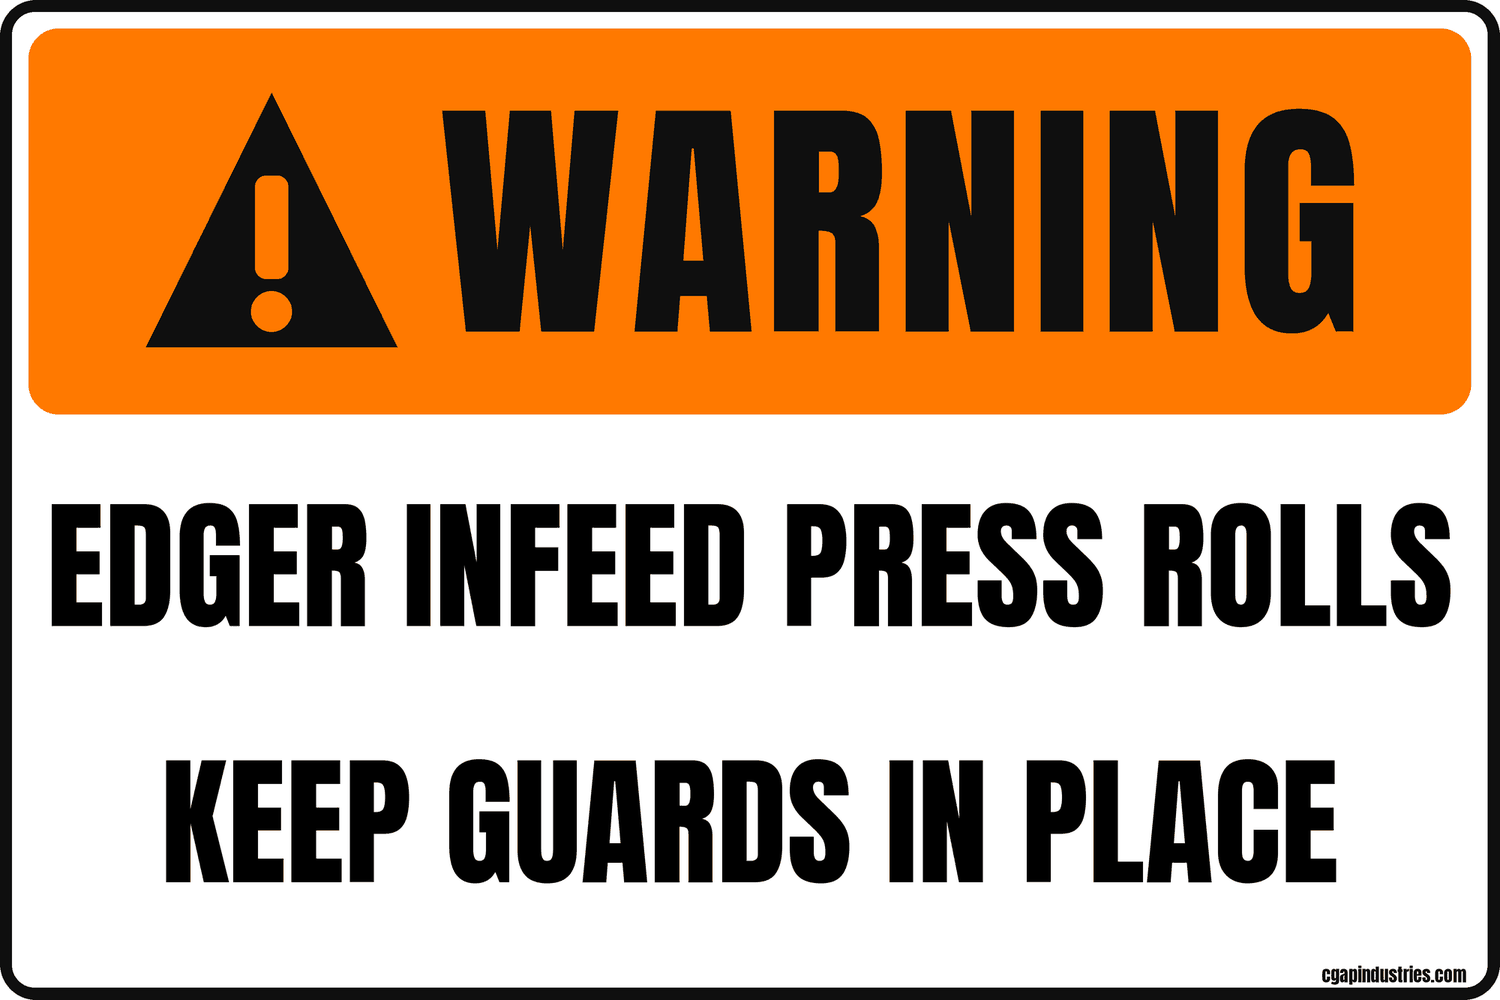 WARNING
EDGER INFEED PRESS ROLLS
KEEP GUARDS IN PLACE
cgapindustries.com